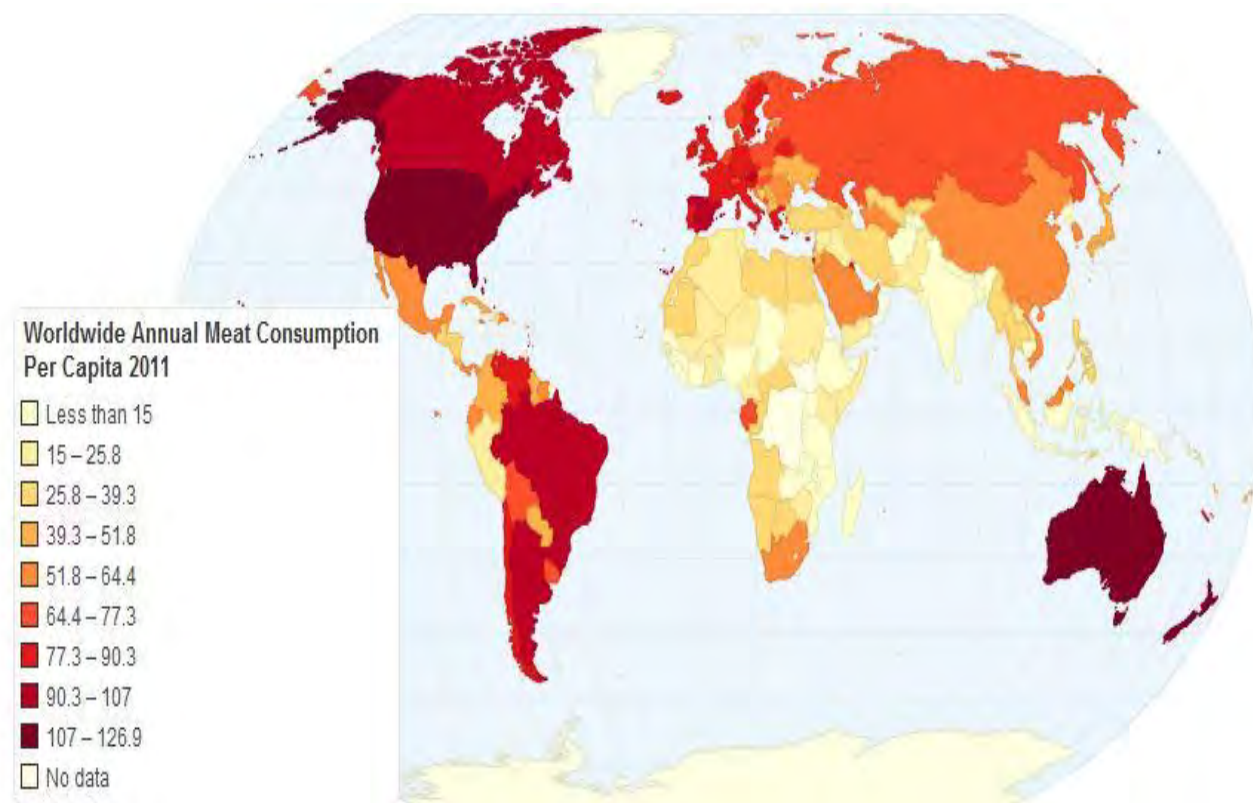 Worldwide Annual Meat Consumption
Per Capita 2011
Less than 15
15 – 25.8
25.8 – 39.3
39.3 – 51.8
51.8 – 64.4
64.4 – 77.3
77.3 – 90.3
90.3 – 107
107 – 126.9
No data